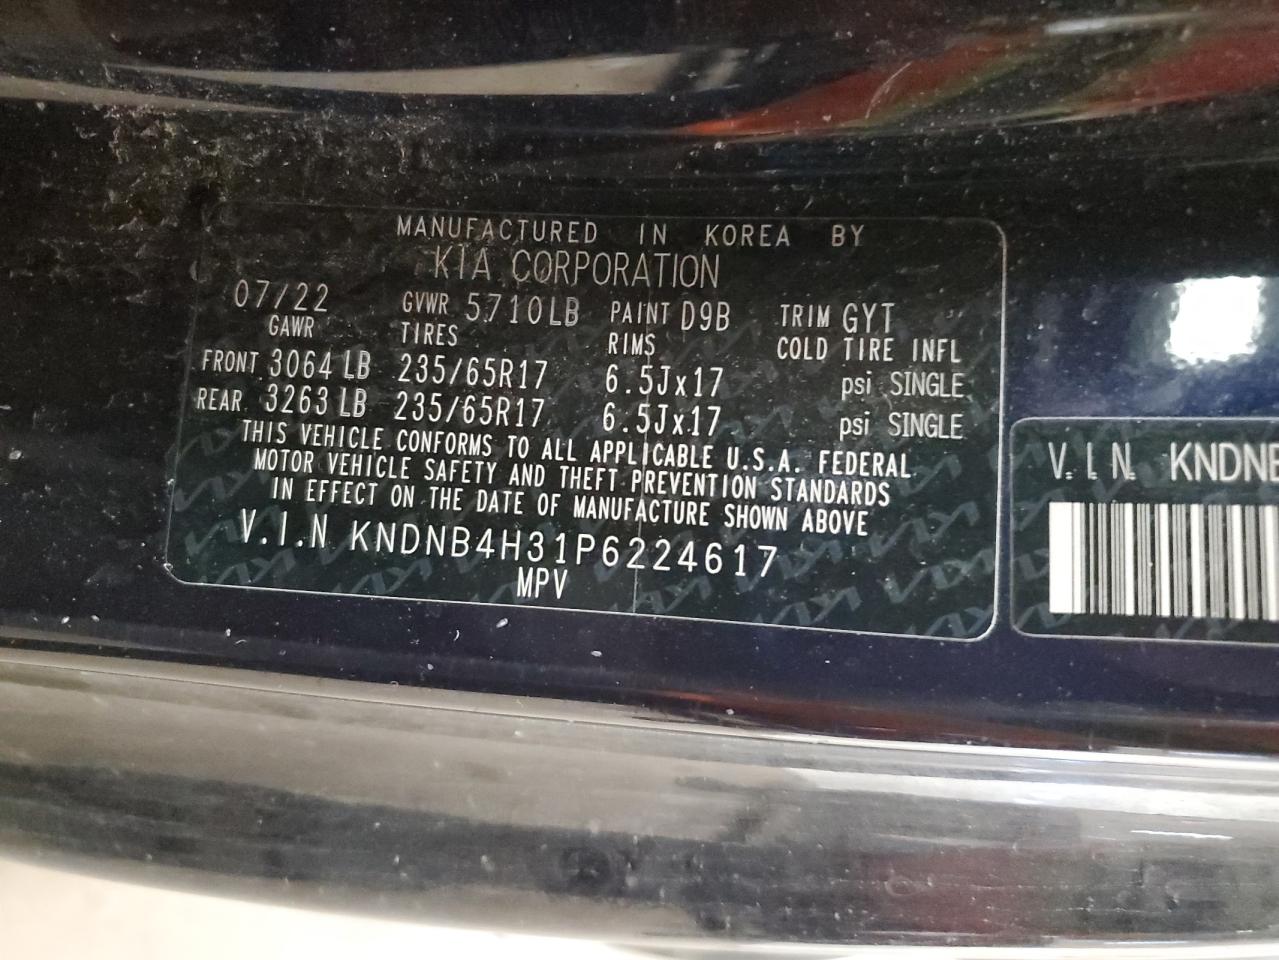 MANUFACTURED IN KOREA BY
KIA CORPORATION
07/22 GVWR 5,710LB PAINT D9B TRIM GYT
GAWR TIRES RIMS COLD TIRE INFL
FRONT 3064 LB 235/65R17 6.5Jx17 psi SINGLE
REAR 3263 LB 235/65R17 6.5Jx17 psi SINGLE
THIS VEHICLE CONFORMS TO ALL APPLICABLE U.S.A. FEDERAL
MOTOR VEHICLE SAFETY AND THEFT PREVENTION STANDARDS
IN EFFECT ON THE DATE OF MANUFACTURE SHOWN ABOVE
V.I.N KNDNB4H31P6224617
MPV
V.I.N. KNDNB